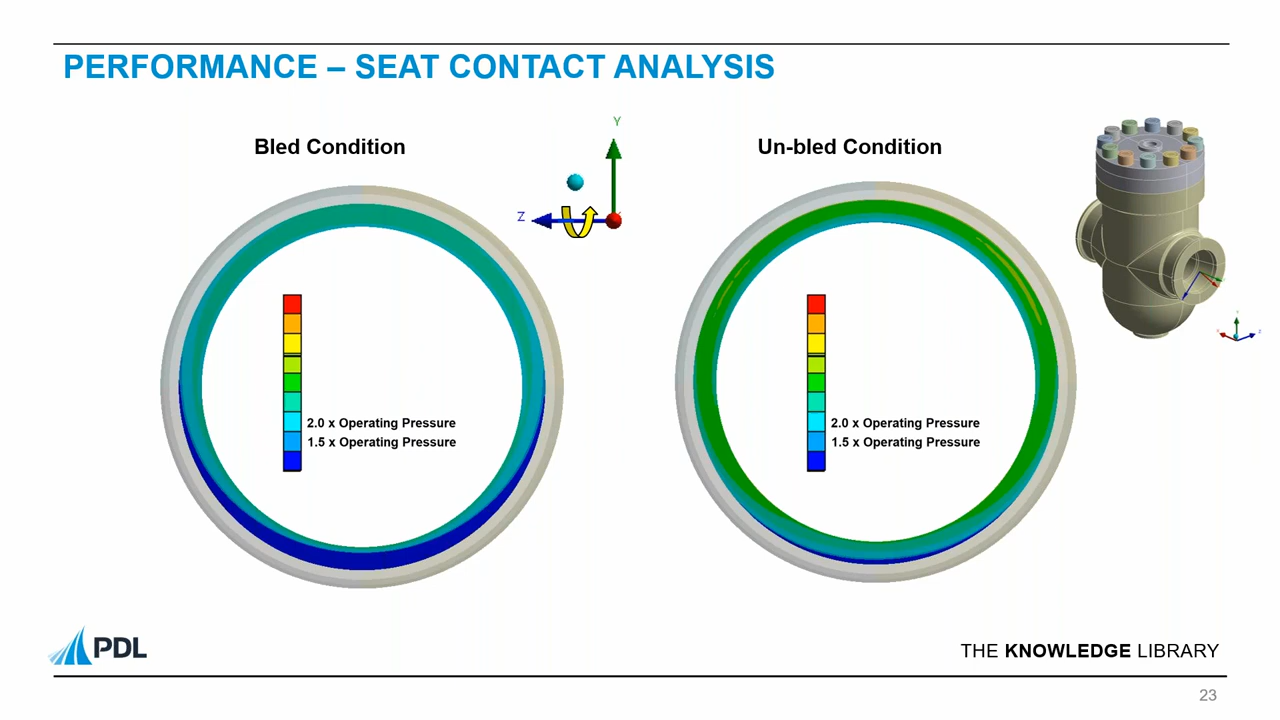 PERFORMANCE – SEAT CONTACT ANALYSIS
Bled Condition
Y
Z
Un-bled Condition
2.0 x Operating Pressure
1.5 x Operating Pressure
2.0 x Operating Pressure
1.5 x Operating Pressure
PDL
THE KNOWLEDGE LIBRARY
23